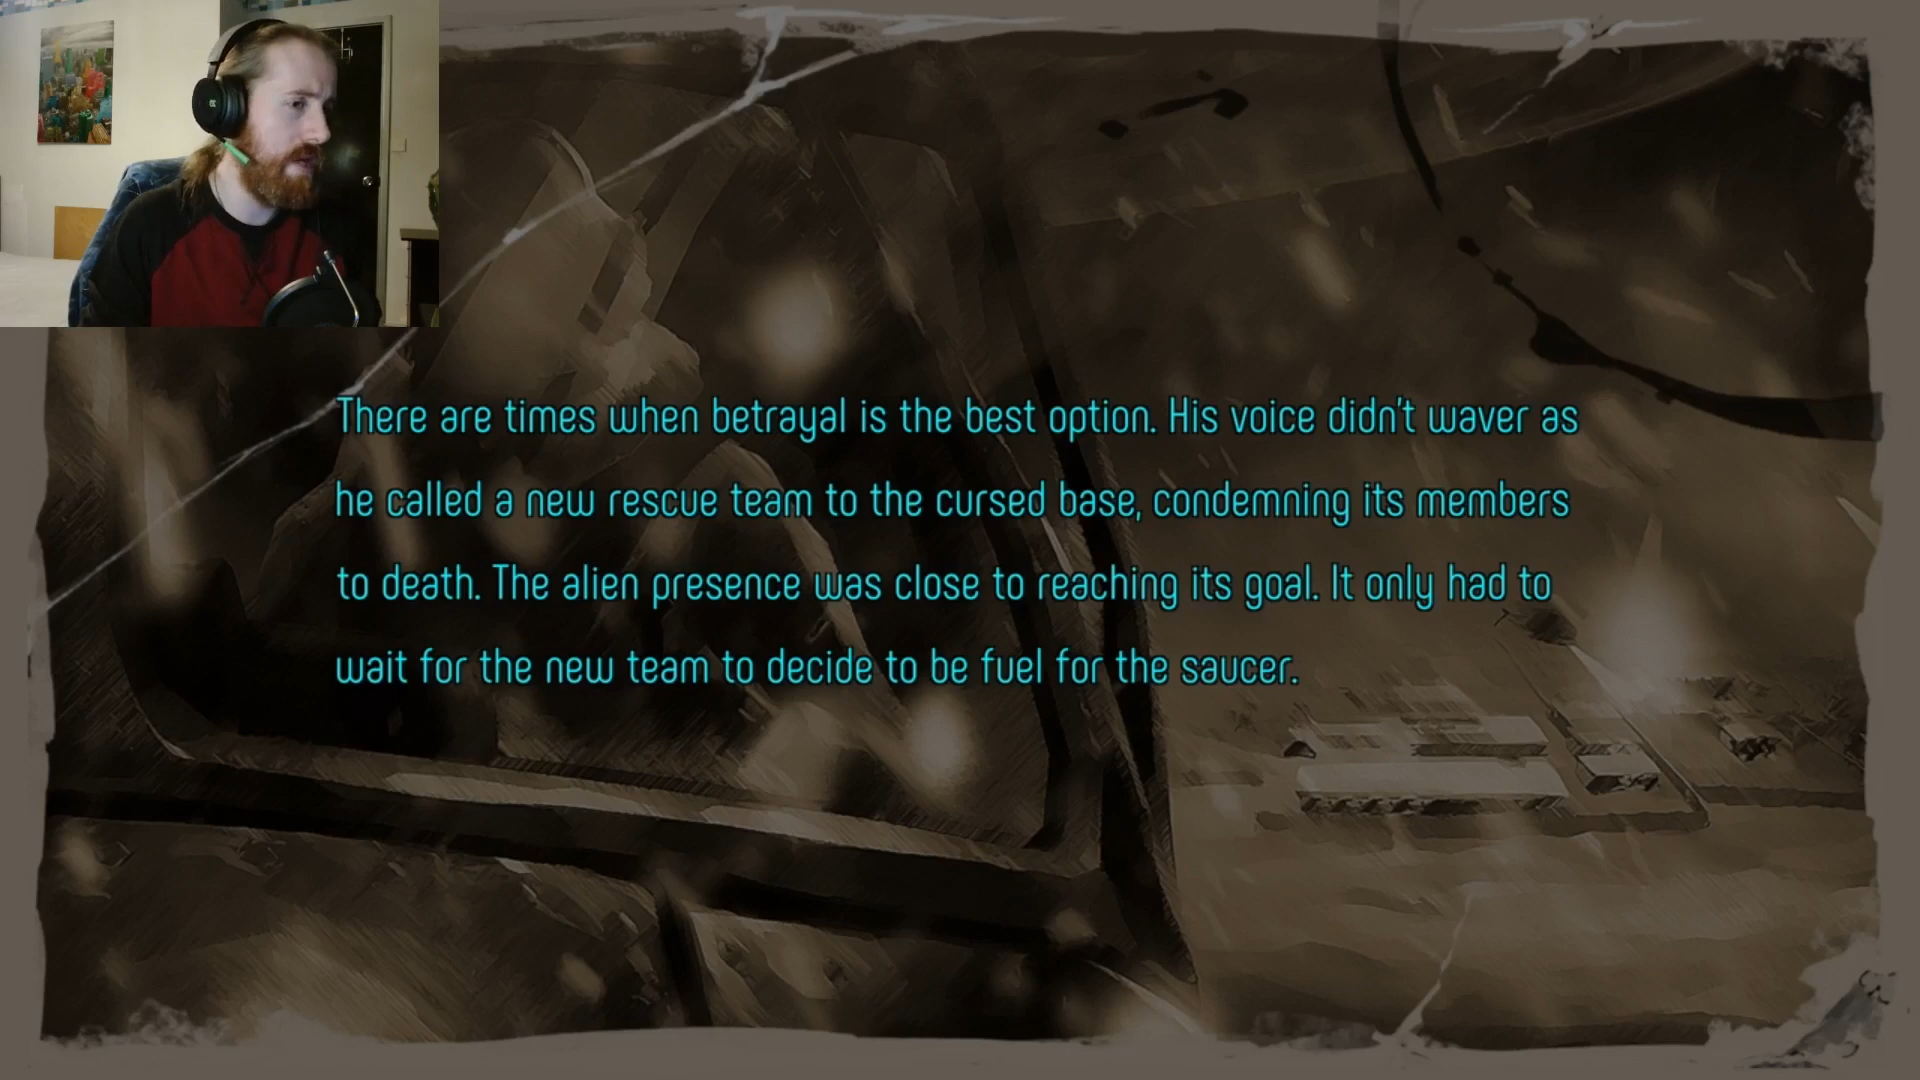 There are times when betrayal is the best option. His voice didn't waver as
he called a new rescue team to the cursed base, condemning its members
to death. The alien presence was close to reaching its goal. It only had to
wait for the new team to decide to be fuel for the saucer.